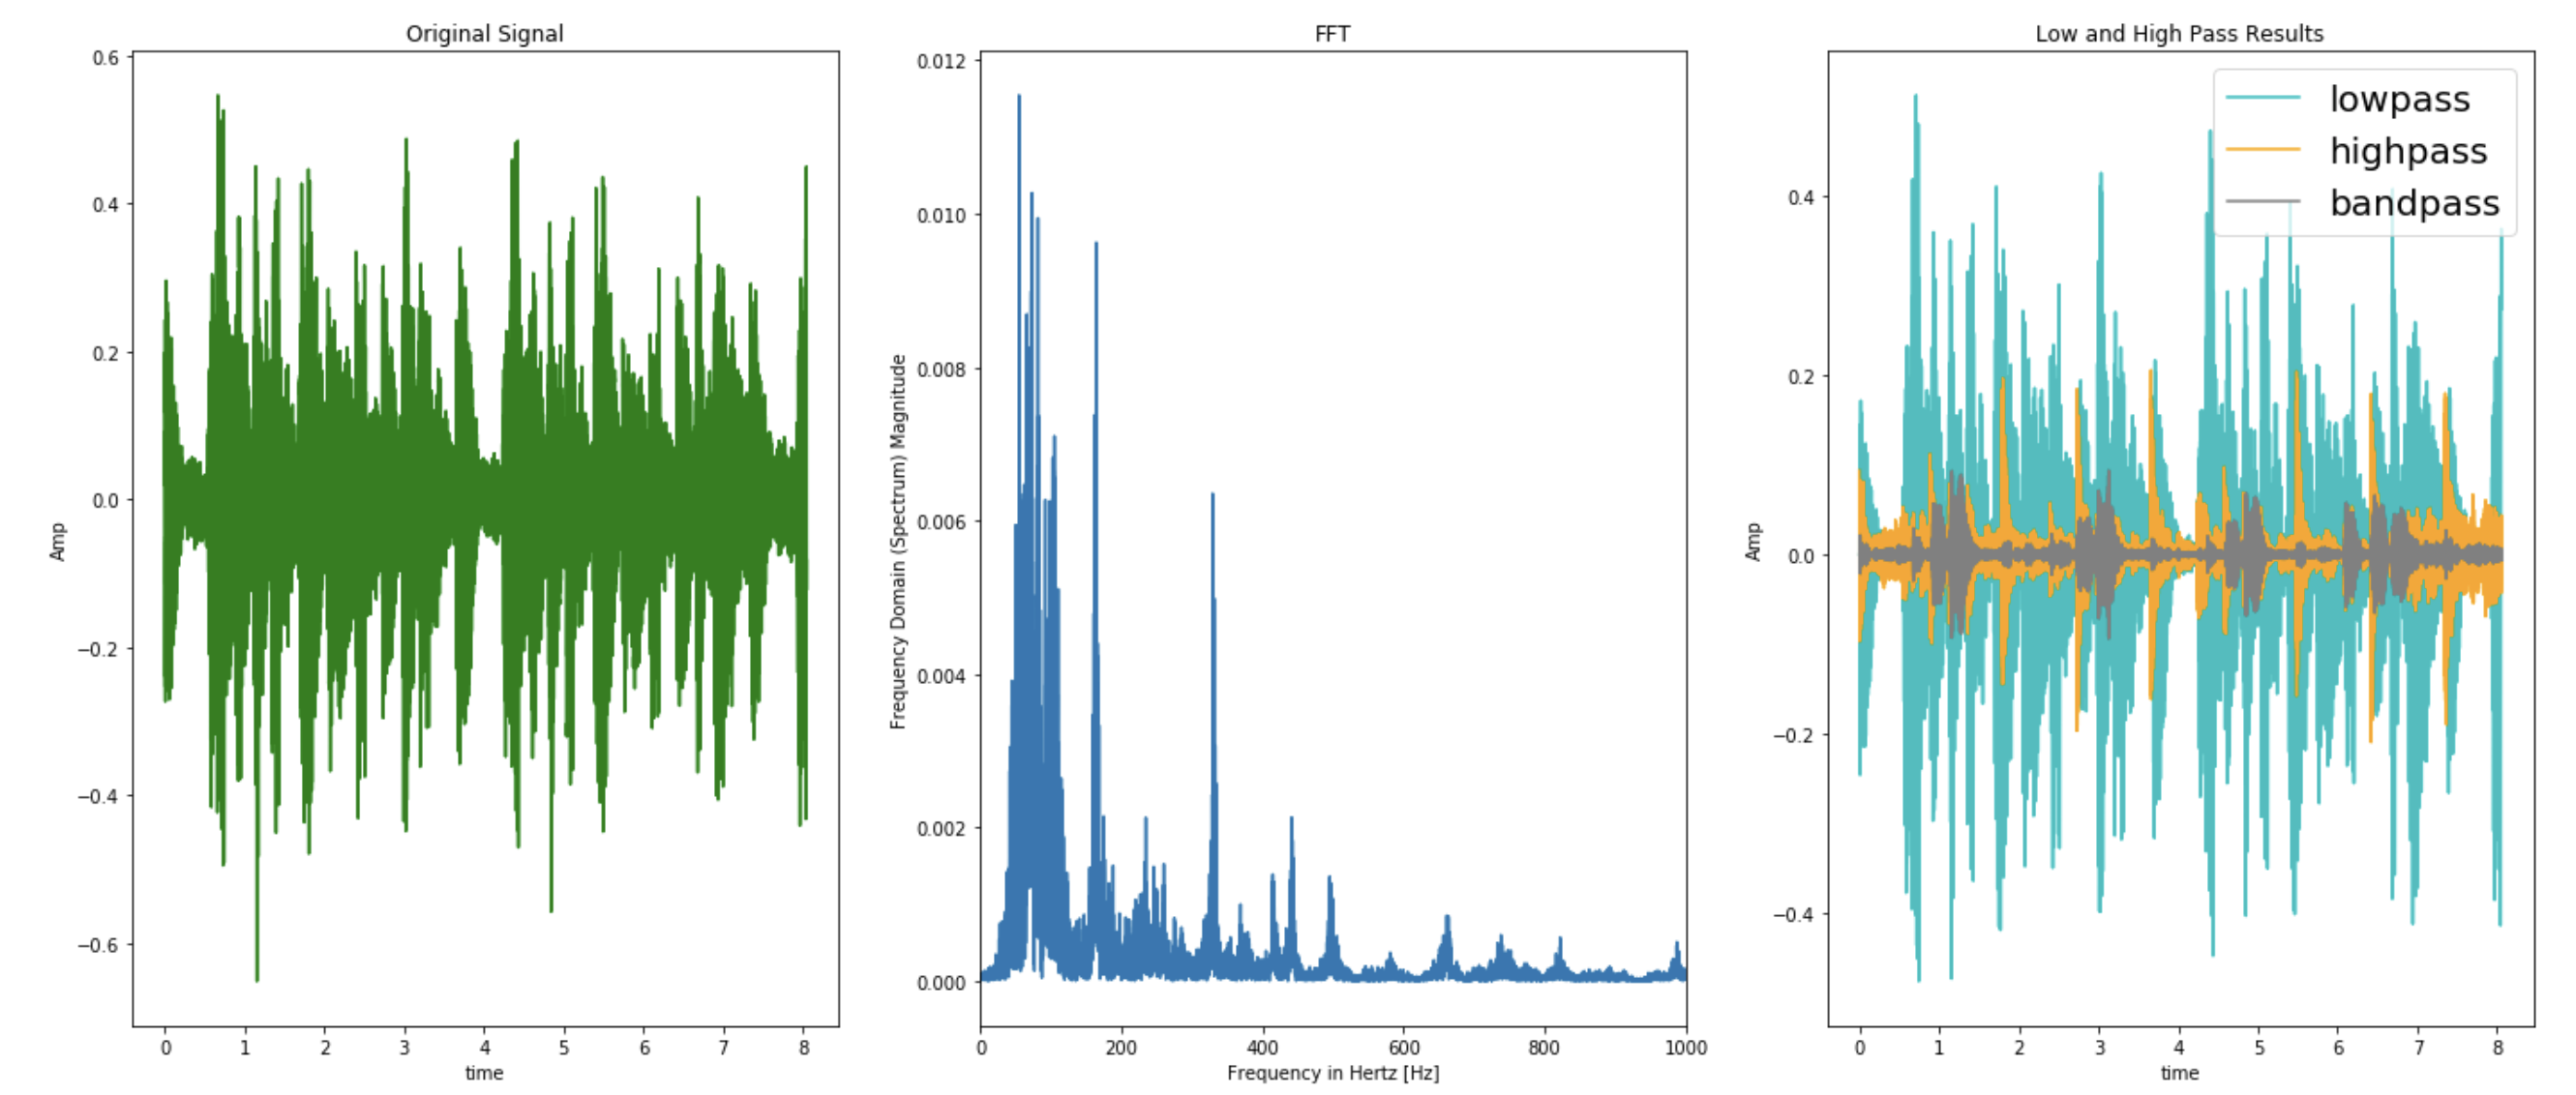 Original Signal
0.6
0.4
0.2
0.0
−0.2
−0.4
−0.6
Amp
0 1 2 3 4 5 6 7 8
time
FFT
0.012
0.010
0.008
0.006
0.004
0.002
0.000
Frequency Domain (Spectrum) Magnitude
0 200 400 600 800 1000
Frequency in Hertz [Hz]
Low and High Pass Results
lowpass
highpass
bandpass
0.4
0.2
0.0
−0.2
−0.4
Amp
0 1 2 3 4 5 6 7 8
time